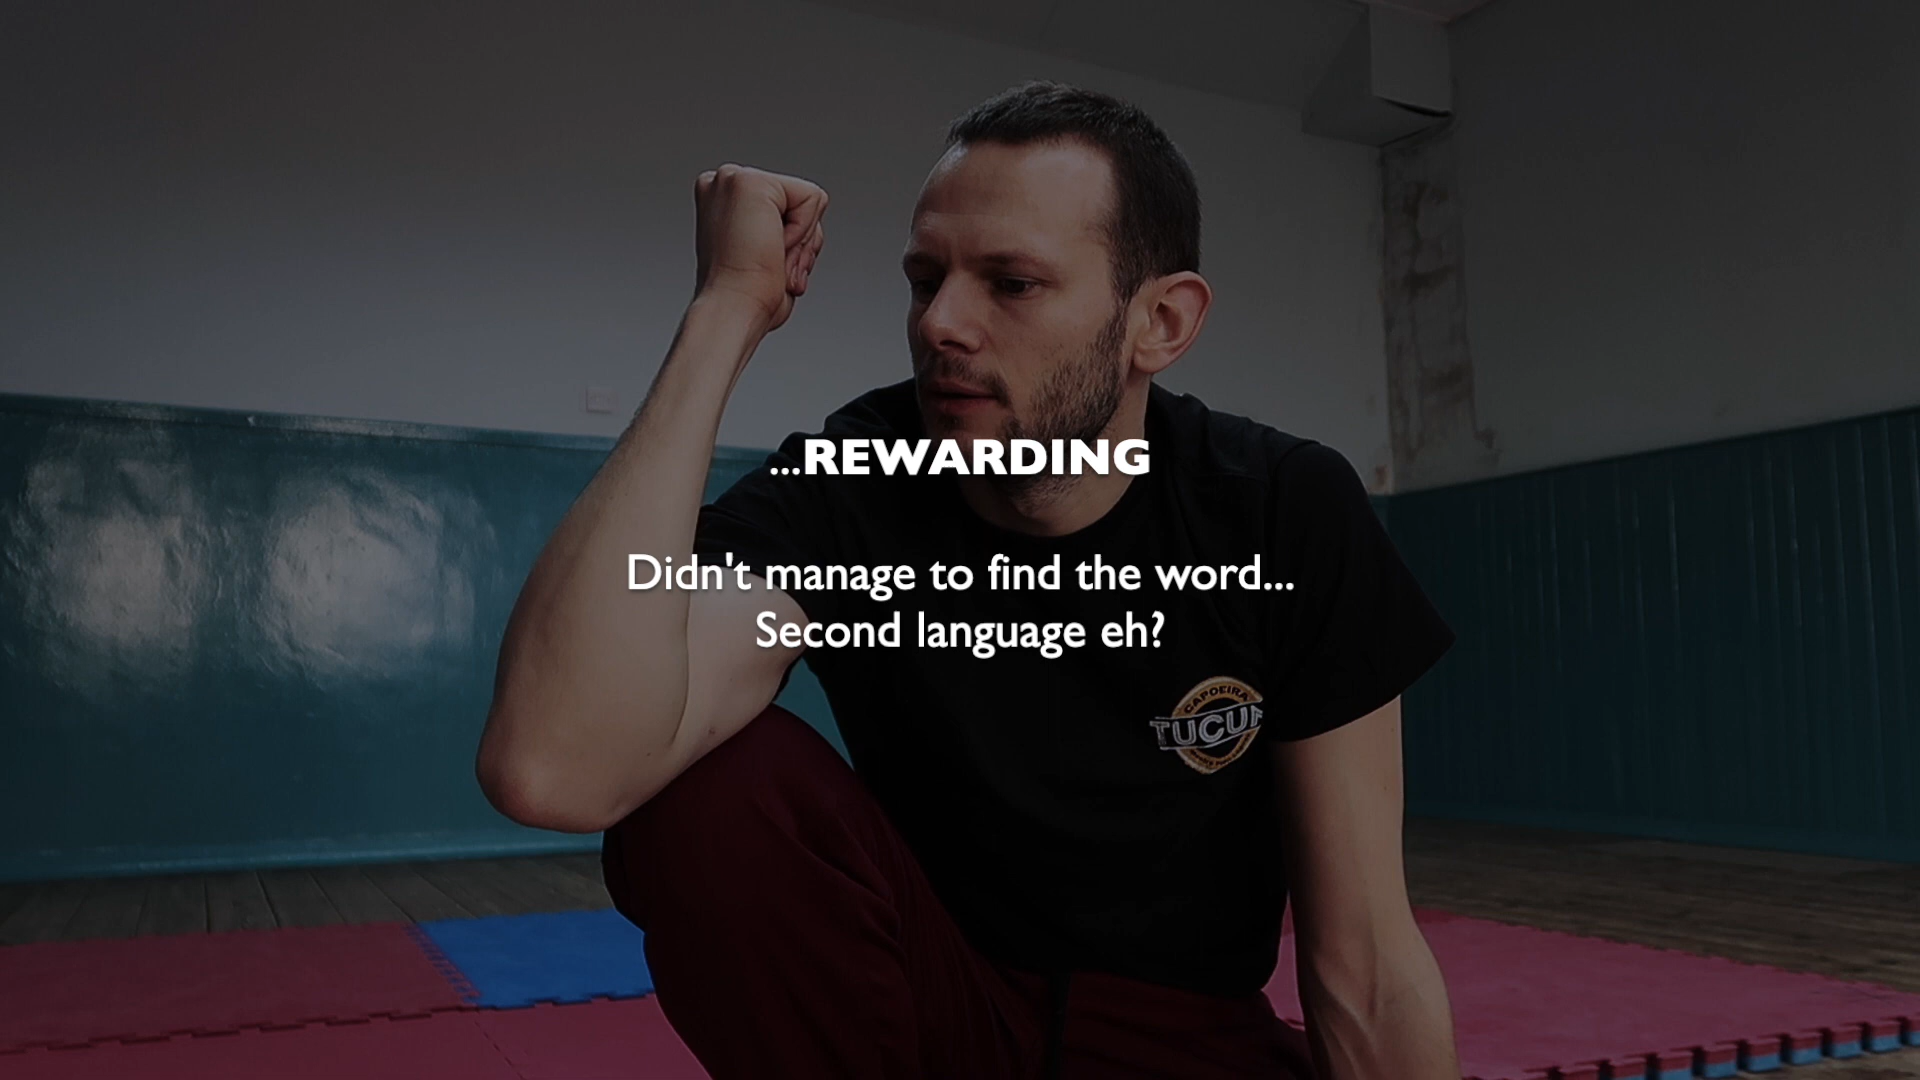 ...REWARDING
Didn't manage to find the word...
Second language eh?
CAPOEIRA
TUCUM